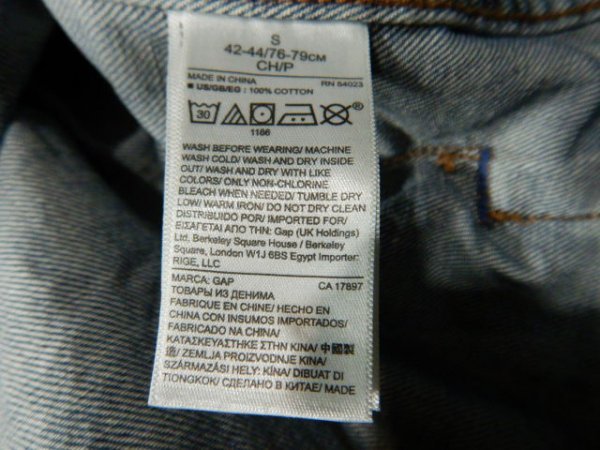 S
42-44/76-79см
CH/P
MADE IN CHINA RN 54023
■ US/GB/EG : 100% COTTON
30
1166
WASH BEFORE WEARING/ MACHINE
WASH COLD/ WASH AND DRY INSIDE
OUT/ WASH AND DRY WITH LIKE
COLORS/ ONLY NON-CHLORINE
BLEACH WHEN NEEDED/ TUMBLE DRY
LOW/ WARM IRON/ DO NOT DRY CLEAN
DISTRIBUIDO POR/ IMPORTED FOR/
ΕΙΣΑΓΕΤΑΙ ΑΠΟ ΤΗΝ: Gap (UK Holdings)
Ltd. Berkeley Square House / Berkeley
Square, London W1J 6BS Egypt Importer:
RIGE, LLC
MARCA: GAP CA 17897
ТОВАРЫ ИЗ ДЕНИМА
FABRIQUE EN CHINE/ HECHO EN
CHINA CON INSUMOS IMPORTADOS/
FABRICADO NA CHINA/
ΚΑΤΑΣΚΕΥΑΣΤΗΚΕ ΣΤΗΝ ΚΙΝΑ/ 中國製
造/ ZEMLJA PROIZVODNJE KINA/
SZÁRMAZÁSI HELY: KÍNA/ DIBUAT DI
TIONGKOK/ СДЕЛАНО В КИТАЕ/ MADE